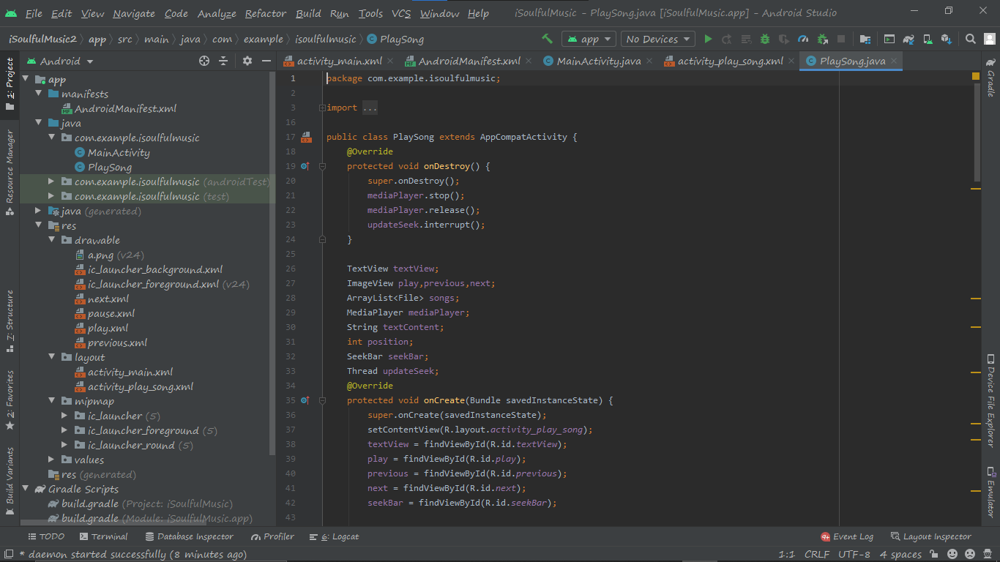 File Edit View Navigate Code Analyze Refactor Build Run Tools VCS Window Help iSoulfulMusic - PlaySong.java [iSoulfulMusic.app] - Android Studio
iSoulfulMusic2 app src main java com example isoulfulmusic PlaySong app No Devices
1: Project
Resource Manager
7: Structure
2: Favorites
Build Variants
Android
app
manifests
AndroidManifest.xml
java
com.example.isoulfulmusic
MainActivity
PlaySong
com.example.isoulfulmusic (androidTest)
com.example.isoulfulmusic (test)
java (generated)
res
drawable
a.png (v24)
ic_launcher_background.xml
ic_launcher_foreground.xml (v24)
next.xml
pause.xml
play.xml
previous.xml
layout
activity_main.xml
activity_play_song.xml
mipmap
ic_launcher (5)
ic_launcher_foreground (5)
ic_launcher_round (5)
values
res (generated)
Gradle Scripts
build.gradle (Project: iSoulfulMusic)
build.gradle (Module: iSoulfulMusic.app)
activity_main.xml AndroidManifest.xml MainActivity.java activity_play_song.xml PlaySong.java
1 package com.example.isoulfulmusic;
2
3 import ...
16
17 public class PlaySong extends AppCompatActivity {
18 @Override
19 protected void onDestroy() {
20 super.onDestroy();
21 mediaPlayer.stop();
22 mediaPlayer.release();
23 updateSeek.interrupt();
24 }
25
26 TextView textView;
27 ImageView play,previous,next;
28 ArrayList<File> songs;
29 MediaPlayer mediaPlayer;
30 String textContent;
31 int position;
32 SeekBar seekBar;
33 Thread updateSeek;
34 @Override
35 protected void onCreate(Bundle savedInstanceState) {
36 super.onCreate(savedInstanceState);
37 setContentView(R.layout.activity_play_song);
38 textView = findViewById(R.id.textView);
39 play = findViewById(R.id.play);
40 previous = findViewById(R.id.previous);
41 next = findViewById(R.id.next);
42 seekBar = findViewById(R.id.seekBar);
43
Gradle
Device File Explorer
Emulator
TODO Terminal Database Inspector Profiler 6: Logcat 9+ Event Log Layout Inspector
* daemon started successfully (8 minutes ago) 1:1 CRLF UTF-8 4 spaces